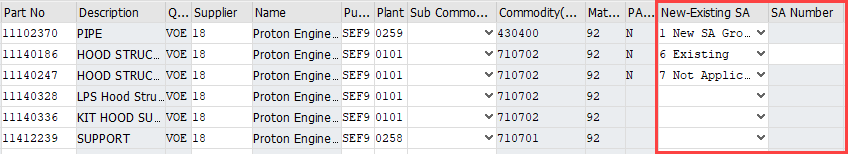 Part No Description Q... Supplier Name Pu... Plant Sub Commo... Commodity(... Mat... PA... New-Existing SA SA Number
11102370 PIPE VOE 18 Proton Engine... SEF9 0259 430400 92 N 1 New SA Gro...
11140186 HOOD STRUC... VOE 18 Proton Engine... SEF9 0101 710702 92 N 6 Existing
11140247 HOOD STRUC... VOE 18 Proton Engine... SEF9 0101 710702 92 N 7 Not Applic...
11140328 LPS Hood Stru... VOE 18 Proton Engine... SEF9 0101 710702 92
11140336 KIT HOOD SU... VOE 18 Proton Engine... SEF9 0101 710702 92
11412239 SUPPORT VOE 18 Proton Engine... SEF9 0258 710701 92